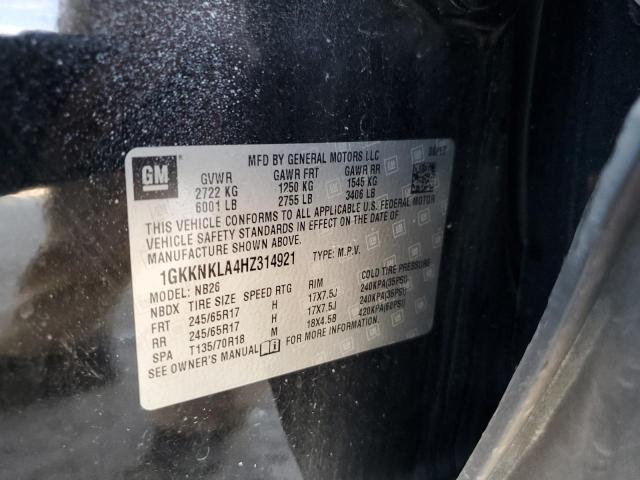 GM
MFD BY GENERAL MOTORS LLC
GVWR GAWR FRT GAWR RR
2722 KG 1250 KG 1545 KG
6001 LB 2755 LB 3406 LB
THIS VEHICLE CONFORMS TO ALL APPLICABLE U.S. FEDERAL MOTOR
VEHICLE SAFETY STANDARDS IN EFFECT ON THE DATE OF
MANUFACTURE SHOWN ABOVE.
1GKKNKLA4HZ314921 TYPE: M.P.V.
MODEL: NB26
NBDX TIRE SIZE SPEED RTG RIM COLD TIRE PRESSURE
FRT 245/65R17 H 17X7.5J 240KPA(35PSI)
RR 245/65R17 H 17X7.5J 240KPA(35PSI)
SPA T135/70R18 M 18X4.5B 420KPA(60PSI)
SEE OWNER'S MANUAL FOR MORE INFORMATION.